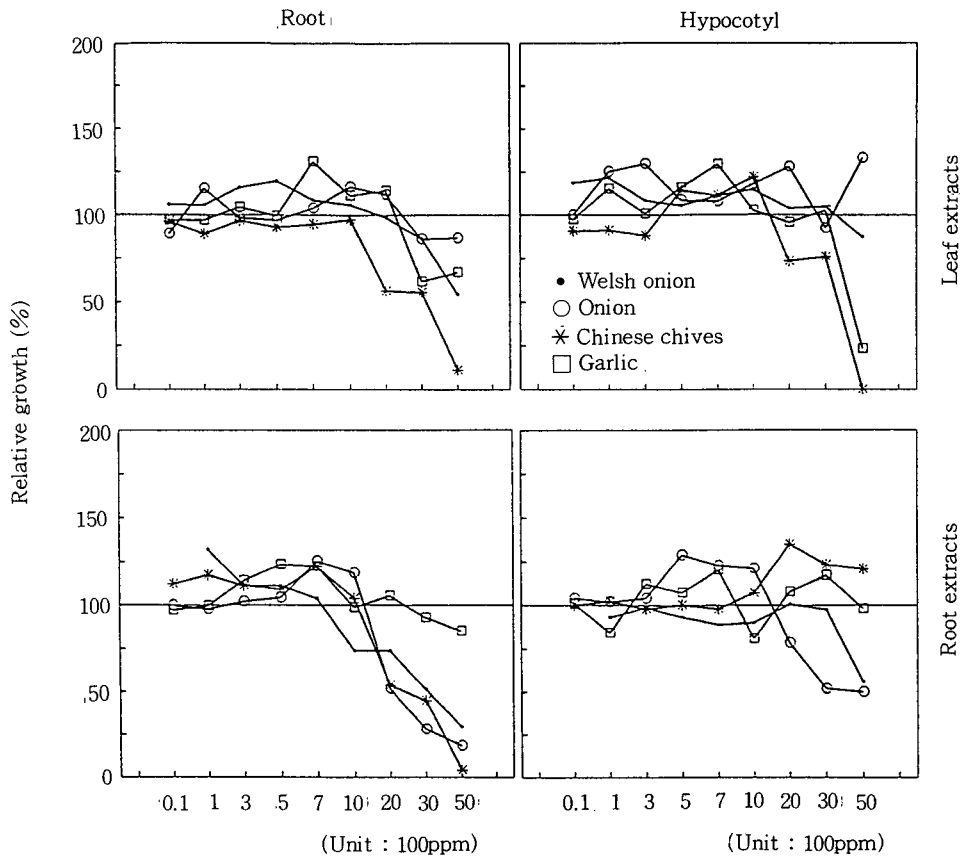 Root
Hypocotyl
200
150
100
50
0
Relative growth (%)
Welsh onion
Onion
Chinese chives
Garlic
Leaf extracts
200
150
100
50
0
Root extracts
0.1 1 3 5 7 10 20 30 50
0.1 1 3 5 7 10 20 30 50
(Unit : 100ppm)
(Unit : 100ppm)